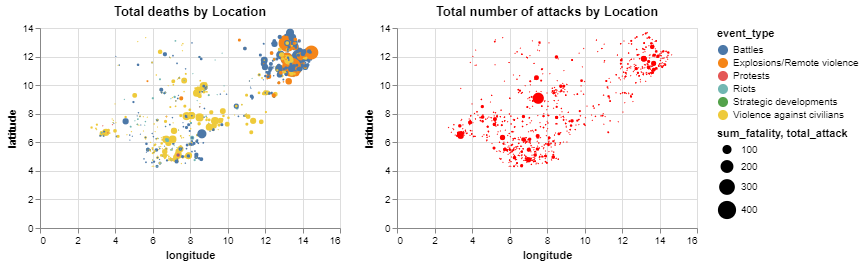 Total deaths by Location
14
12
10
8
6
4
2
0
latitude
0 2 4 6 8 10 12 14 16
longitude
Total number of attacks by Location
14
12
10
8
6
4
2
0
latitude
0 2 4 6 8 10 12 14 16
longitude
event_type
Battles
Explosions/Remote violence
Protests
Riots
Strategic developments
Violence against civilians
sum_fatality, total_attack
100
200
300
400